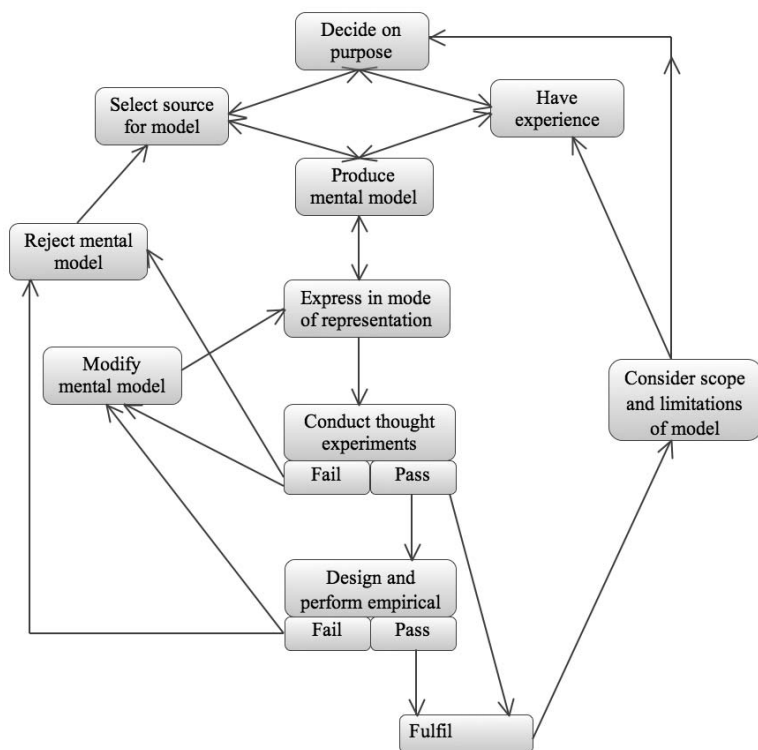 Decide on
purpose
Select source
for model
Have
experience
Produce
mental model
Reject mental
model
Express in mode
of representation
Modify
mental model
Consider scope
and limitations
of model
Conduct thought
experiments
Fail
Pass
Design and
perform empirical
Fail
Pass
Fulfil